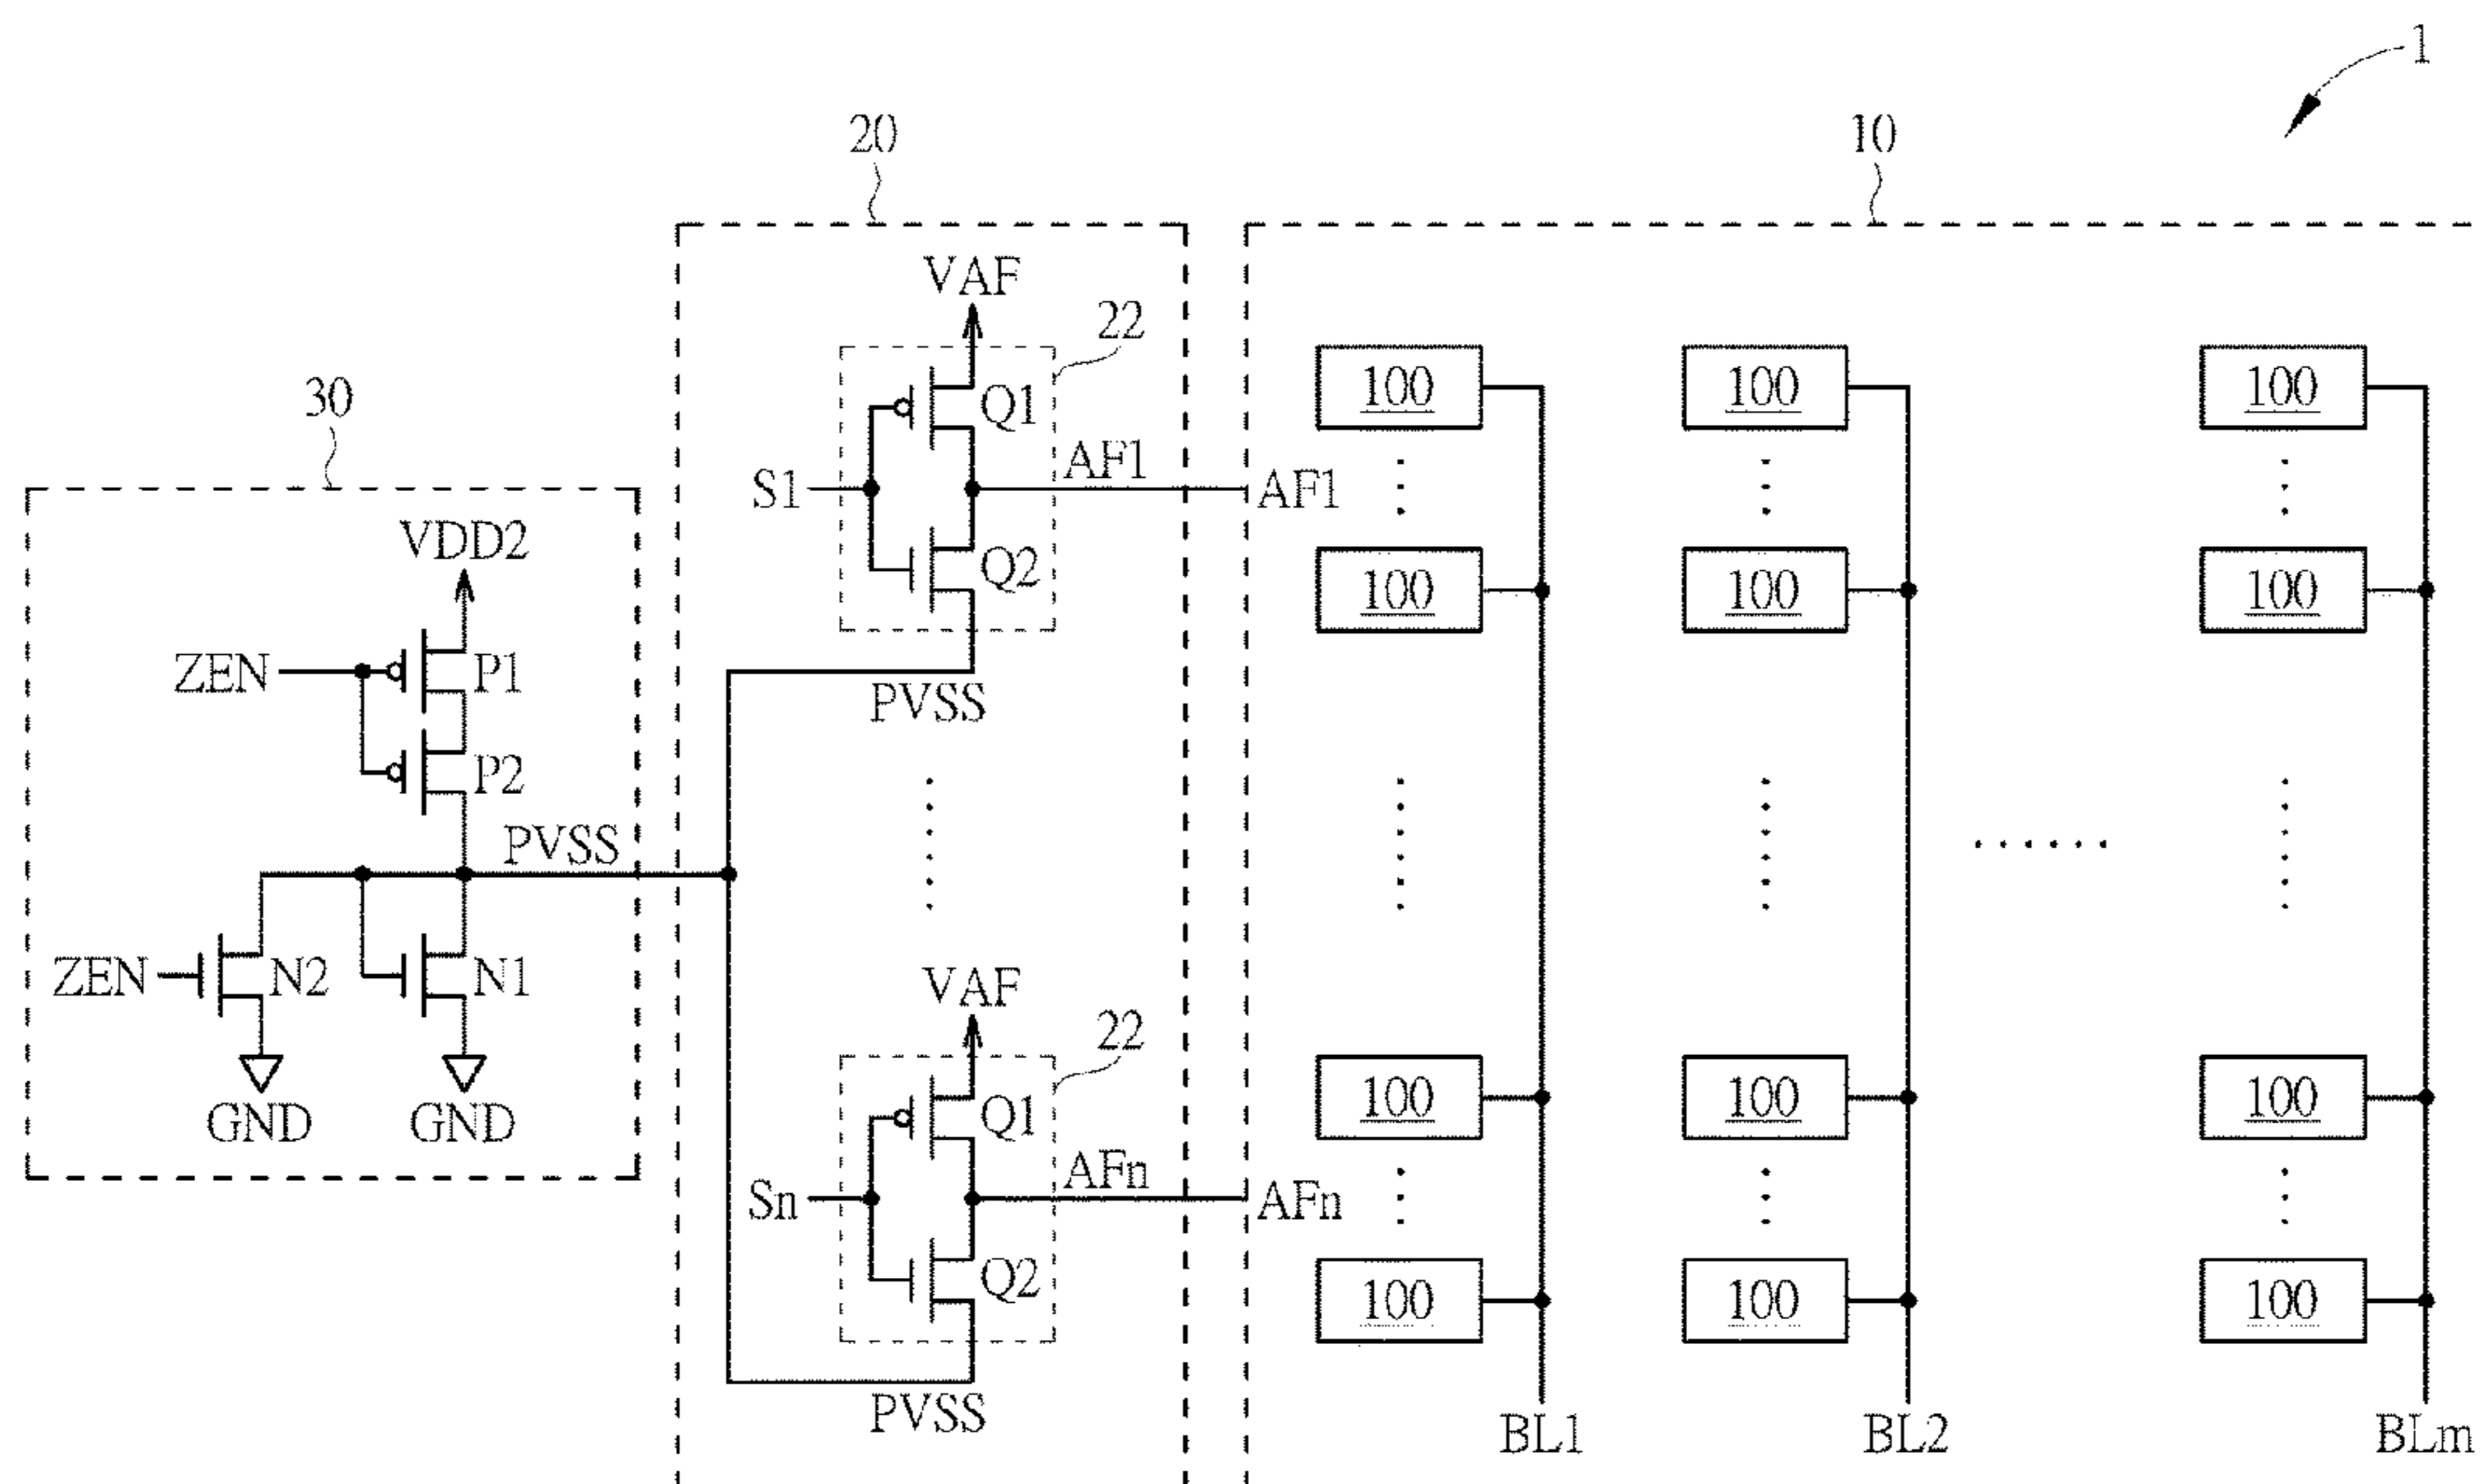 1
20
10
VAF
22
30
100 100 100
Q1
AF1
S1
AF1
VDD2
Q2
100 100 100
ZEN
P1
PVSS
P2
PVSS
ZEN
N2
N1
VAF
22
GND
GND
Q1
100 100 100
AFn
Sn
AFn
Q2
100 100 100
PVSS
BL1
BL2
BLm